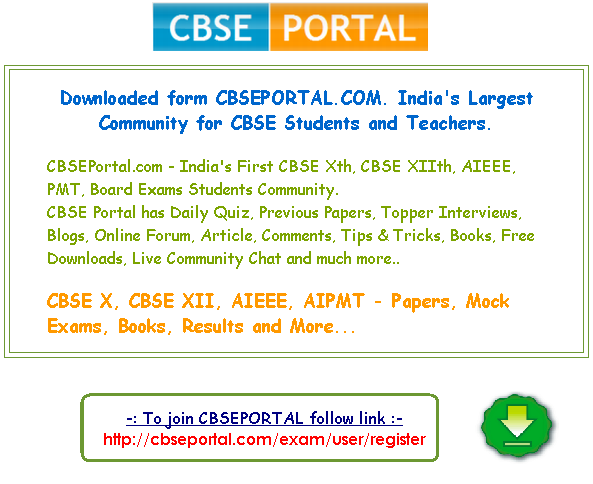 CBSE PORTAL
Downloaded form CBSEPORTAL.COM. India's Largest
Community for CBSE Students and Teachers.
CBSEPortal.com - India's First CBSE Xth, CBSE XIIth, AIEEE,
PMT, Board Exams Students Community.
CBSE Portal has Daily Quiz, Previous Papers, Topper Interviews,
Blogs, Online Forum, Article, Comments, Tips & Tricks, Books, Free
Downloads, Live Community Chat and much more..
CBSE X, CBSE XII, AIEEE, AIPMT - Papers, Mock
Exams, Books, Results and More...
-: To join CBSEPORTAL follow link :-
http://cbseportal.com/exam/user/register